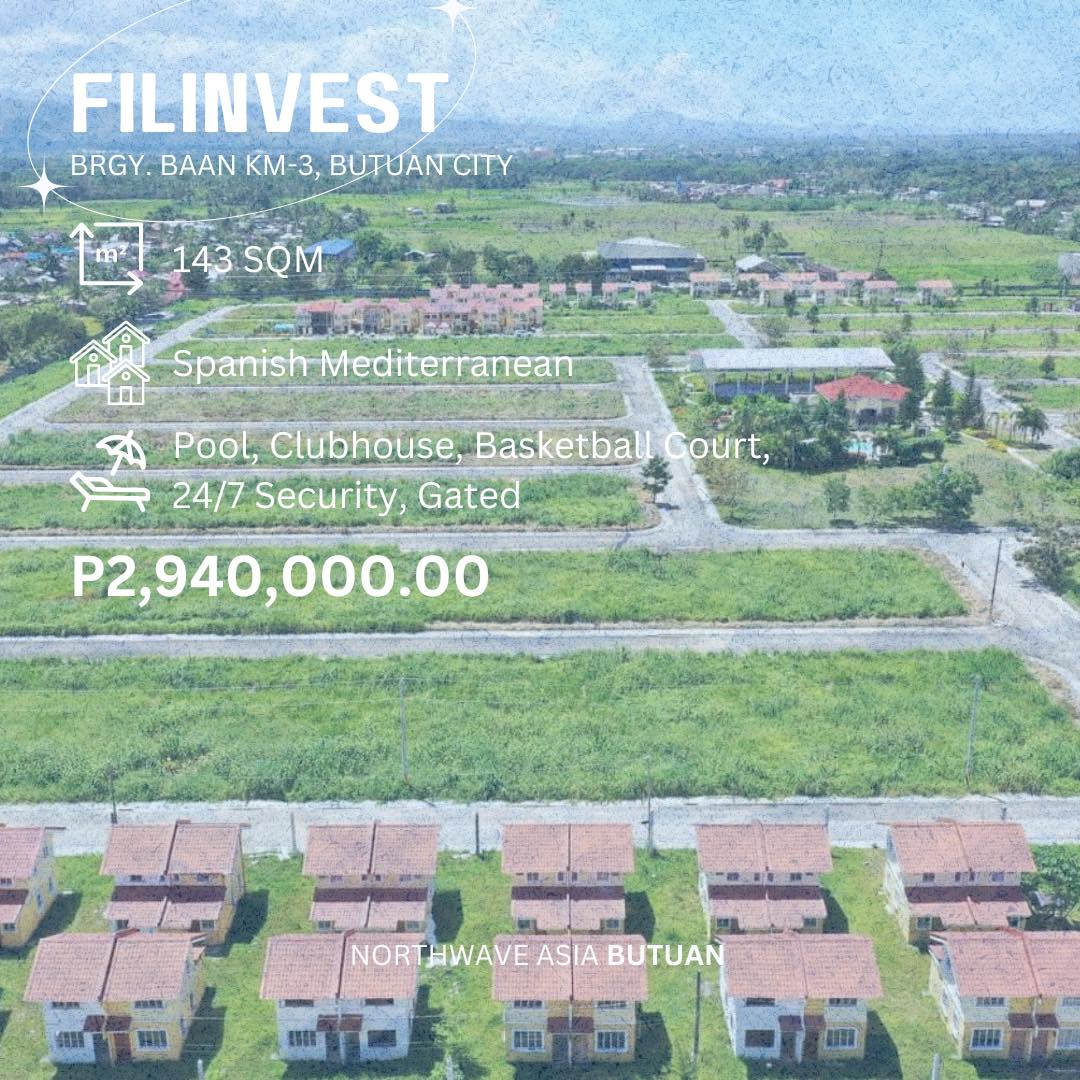 FILINVEST
BRGY. BAAN KM-3, BUTUAN CITY
m²
143 SQM
Spanish Mediterranean
Pool, Clubhouse, Basketball Court,
24/7 Security, Gated
P2,940,000.00
NORTHWAVE ASIA BUTUAN